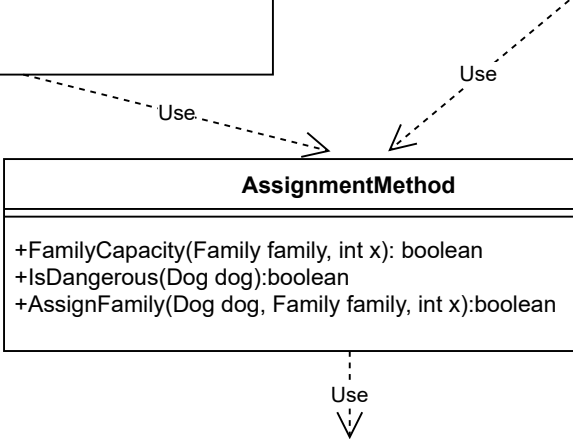 Use
Use
AssignmentMethod
+FamilyCapacity(Family family, int x): boolean
+IsDangerous(Dog dog):boolean
+AssignFamily(Dog dog, Family family, int x):boolean
Use